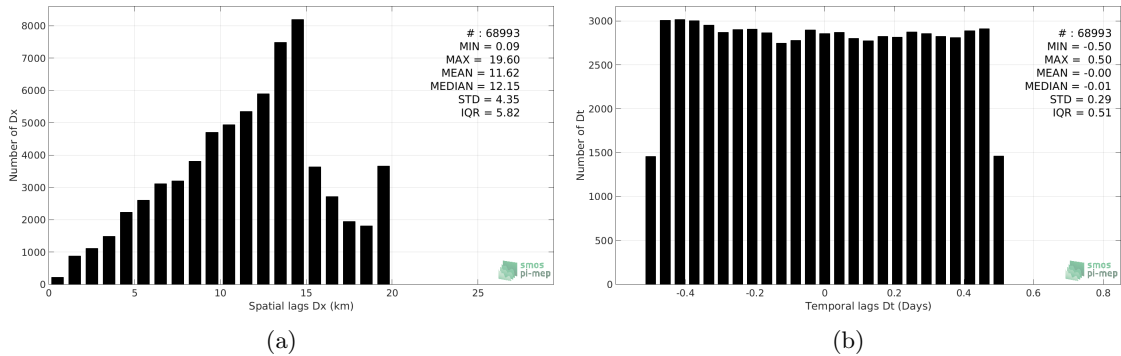 8000
7000
6000
5000
4000
3000
2000
1000
0
Number of Dx
0 5 10 15 20 25
Spatial lags Dx (km)
# : 68993
MIN = 0.09
MAX = 19.60
MEAN = 11.62
MEDIAN = 12.15
STD = 4.35
IQR = 5.82
smos
pi-mep
(a)
3000
2500
2000
1500
1000
500
0
Number of Dt
-0.4 -0.2 0 0.2 0.4 0.6 0.8
Temporal lags Dt (Days)
# : 68993
MIN = -0.50
MAX = 0.50
MEAN = -0.00
MEDIAN = -0.01
STD = 0.29
IQR = 0.51
smos
pi-mep
(b)